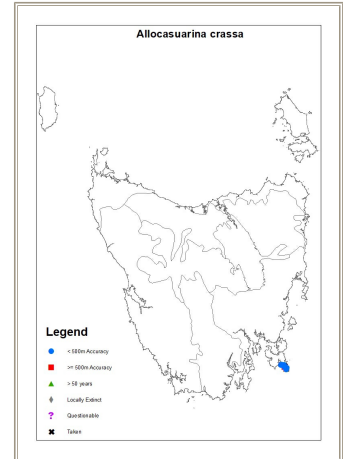 Allocasuarina crassa
Legend
< 500m Accuracy
>= 500m Accuracy
> 50 years
Locally Extinct
? Questionable
Taken